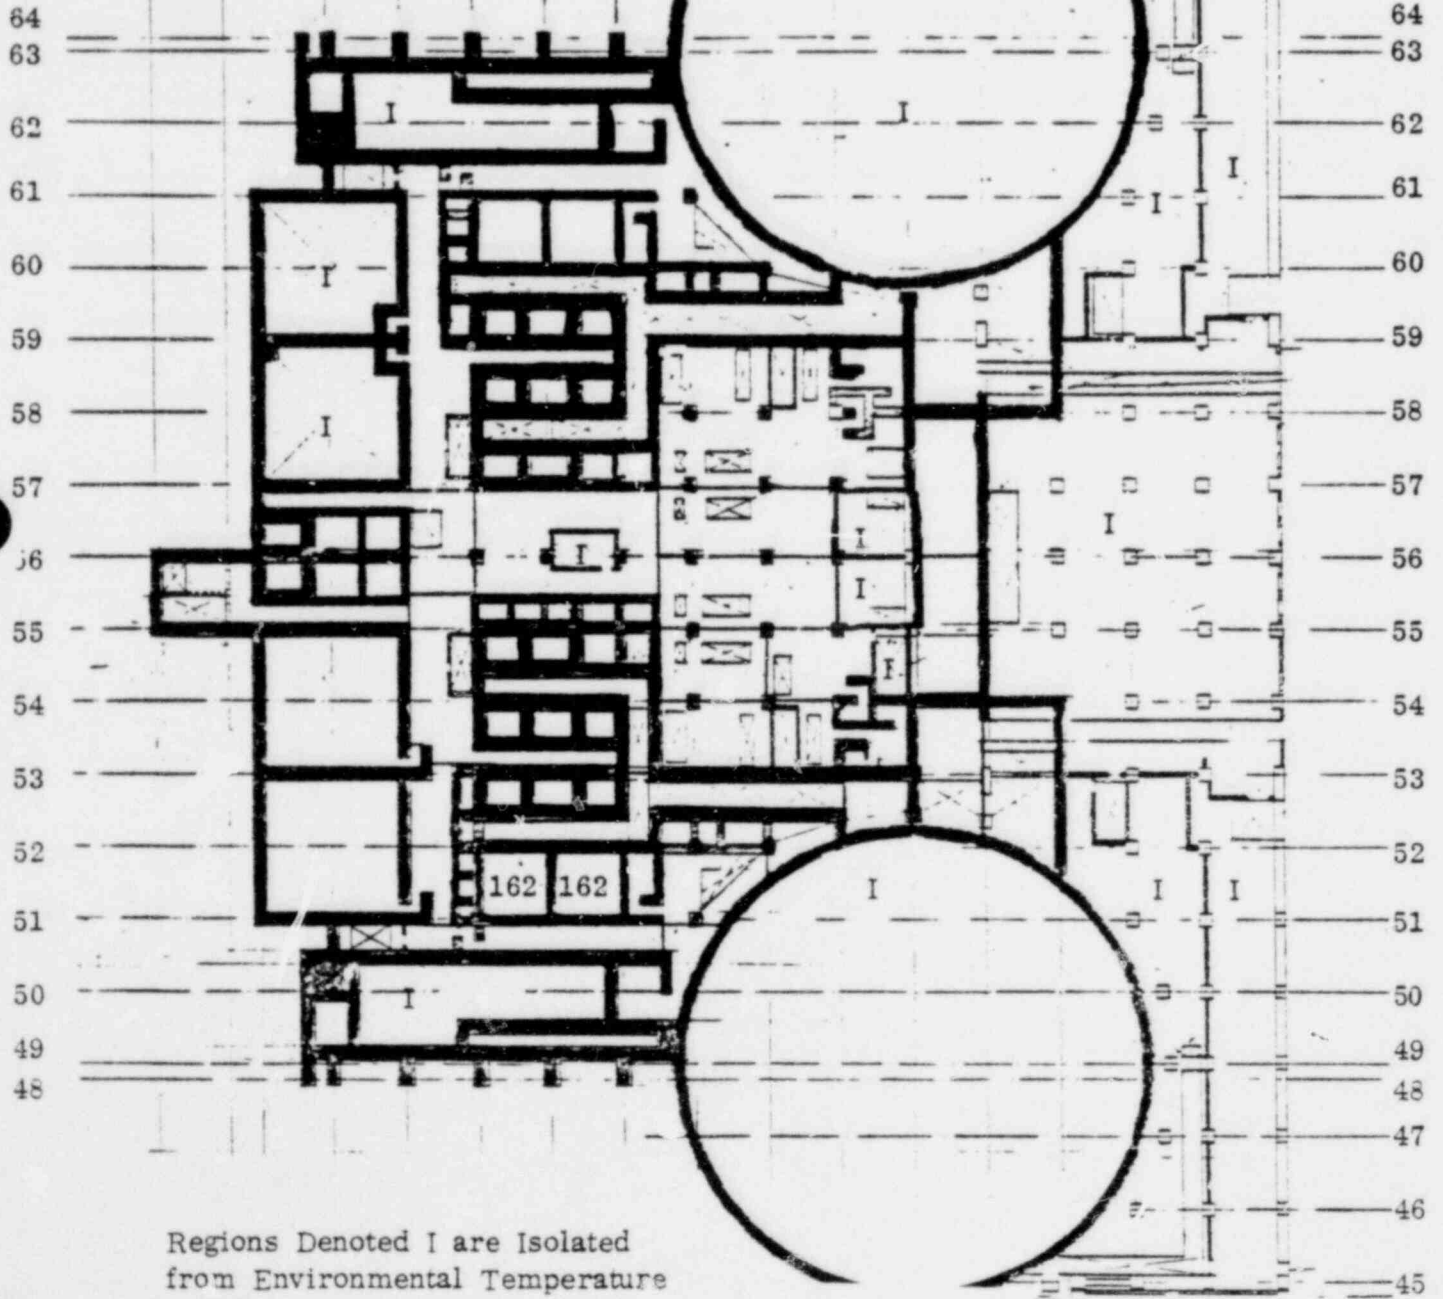 64 64
63 63
I I
62 62
I
61 I 61
60 I 60
59 59
58 I 58
57 57
I
I I
56 56
I
55 55
I
54 54
53 53
52 52
162 162 I I I
51 51
50 I 50
49 49
48 48
47
46
Regions Denoted I are Isolated
from Environmental Temperature
45